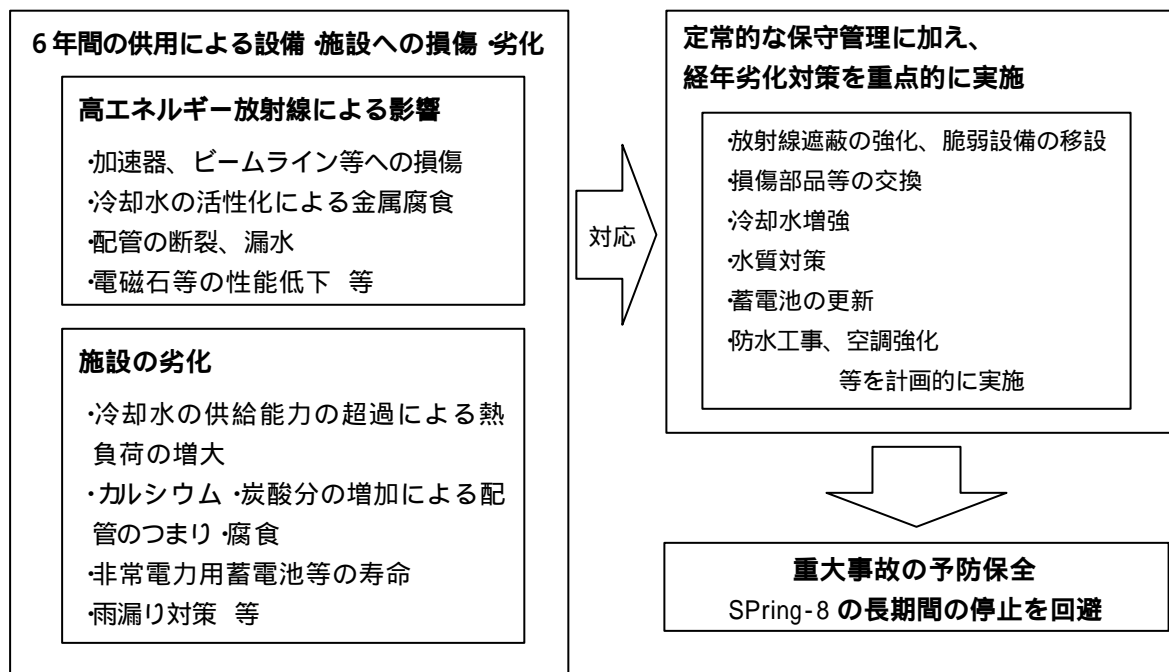 6年間の供用による設備・施設への損傷・劣化
高エネルギー放射線による影響
・加速器、ビームライン等への損傷
・冷却水の活性化による金属腐食
・配管の断裂、漏水
・電磁石等の性能低下 等
施設の劣化
・冷却水の供給能力の超過による熱
負荷の増大
・カルシウム・炭酸分の増加による配
管のつまり・腐食
・非常電力用蓄電池等の寿命
・雨漏り対策 等
対応
定常的な保守管理に加え、
経年劣化対策を重点的に実施
・放射線遮蔽の強化、脆弱設備の移設
・損傷部品等の交換
・冷却水増強
・水質対策
・蓄電池の更新
・防水工事、空調強化
等を計画的に実施
重大事故の予防保全
SPring-8 の長期間の停止を回避